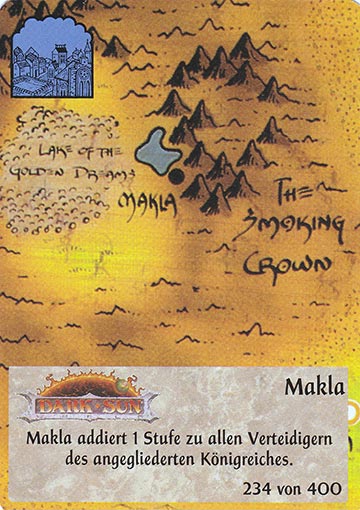 LAKE OF THE
GOLDEN DREAMS
MAKLA
THE
SMOKING
CROWN
Makla
DARK SUN
Makla addiert 1 Stufe zu allen Verteidigern
des angegliederten Königreiches.
234 von 400